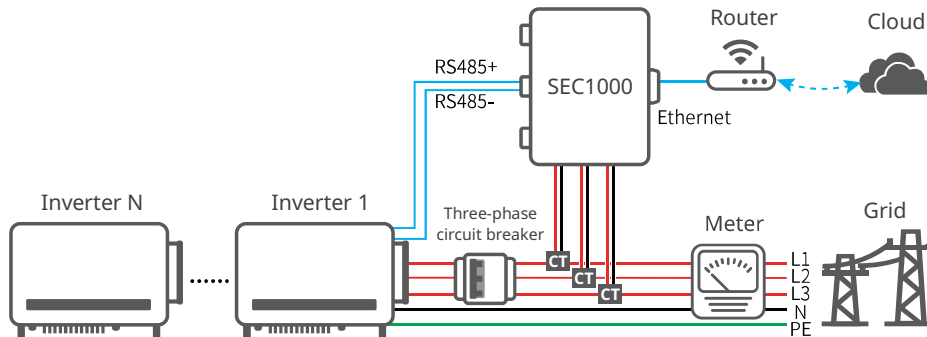 Router
Cloud
RS485+
SEC1000
RS485-
Ethernet
Inverter N
Inverter 1
Three-phase
circuit breaker
Meter
Grid
CT
CT
CT
L1
L2
L3
N
PE